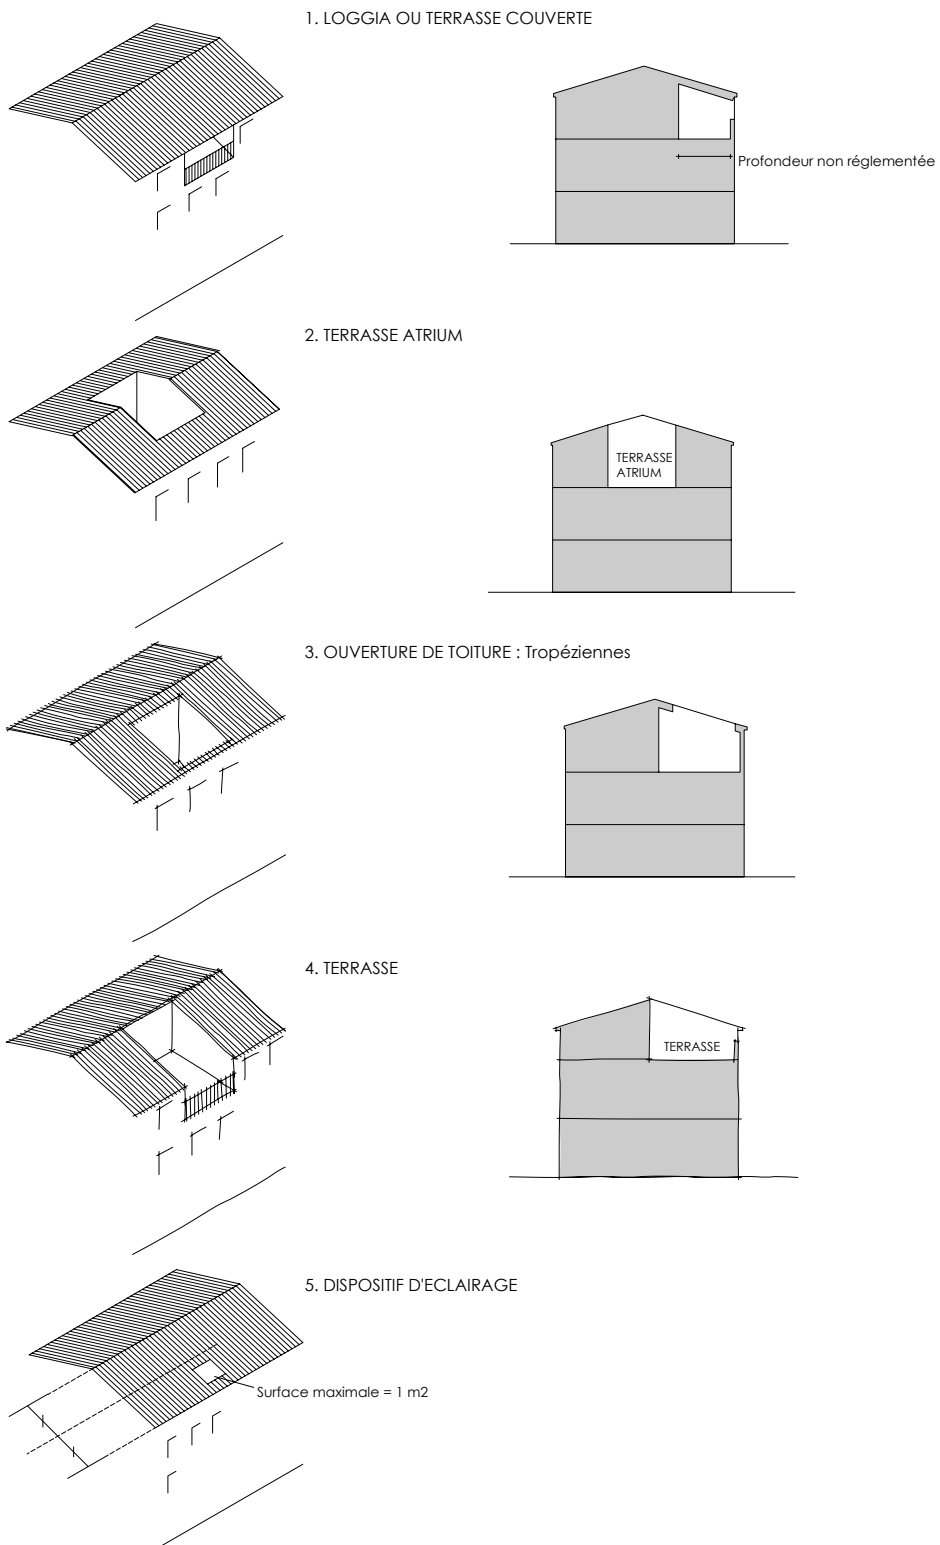 1. LOGGIA OU TERRASSE COUVERTE
Profondeur non réglementée
2. TERRASSE ATRIUM
TERRASSE
ATRIUM
3. OUVERTURE DE TOITURE : Tropéziennes
4. TERRASSE
TERRASSE
5. DISPOSITIF D'ECLAIRAGE
Surface maximale = 1 m2